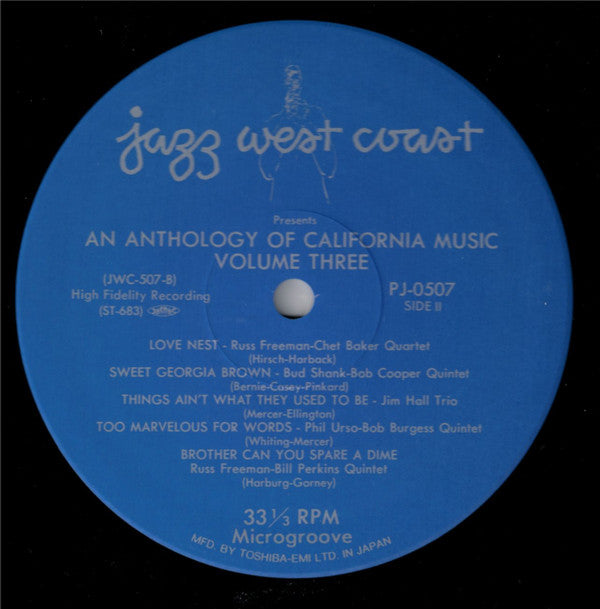 jazz west coast
Presents
AN ANTHOLOGY OF CALIFORNIA MUSIC
VOLUME THREE
(JWC-507-B)
High Fidelity Recording
(ST-683)
PJ-0507
SIDE II
LOVE NEST - Russ Freeman-Chet Baker Quartet
(Hirsch-Harback)
SWEET GEORGIA BROWN - Bud Shank-Bob Cooper Quintet
(Bernie-Casey-Pinkard)
THINGS AIN'T WHAT THEY USED TO BE - Jim Hall Trio
(Mercer-Ellington)
TOO MARVELOUS FOR WORDS - Phil Urso-Bob Burgess Quintet
(Whiting-Mercer)
BROTHER CAN YOU SPARE A DIME
Russ Freeman-Bill Perkins Quintet
(Harburg-Gorney)
33 1/3 RPM
Microgroove
MFD. BY TOSHIBA-EMI LTD. IN JAPAN